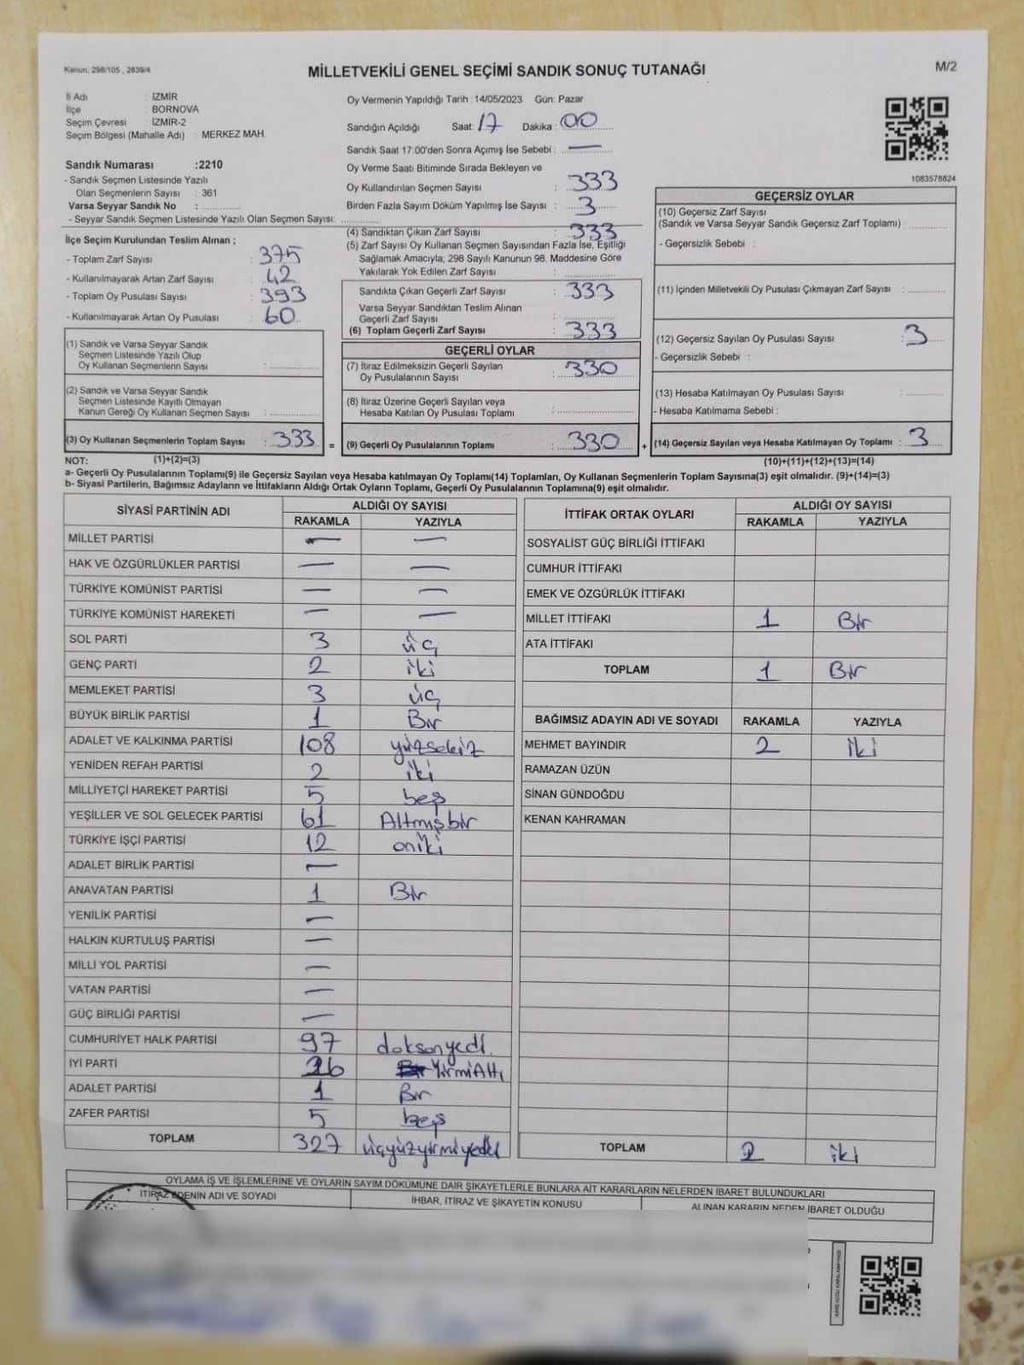 Kanun: 298/105 , 2839/4
MİLLETVEKİLİ GENEL SEÇİMİ SANDIK SONUÇ TUTANAĞI
M/2
İl Adı : İZMİR
İlçe : BORNOVA
Seçim Çevresi : İZMİR-2
Seçim Bölgesi (Mahalle Adı) : MERKEZ MAH.
Sandık Numarası :2210
- Sandık Seçmen Listesinde Yazılı
Olan Seçmenlerin Sayısı : 361
Varsa Seyyar Sandık No :
- Seyyar Sandık Seçmen Listesinde Yazılı Olan Seçmen Sayısı:
Oy Vermenin Yapıldığı Tarih :14/05/2023 Gün: Pazar
Sandığın Açıldığı Saat: 17 Dakika : 00
Sandık Saat 17.00'den Sonra Açımış İse Sebebi : —
Oy Verme Saati Bitiminde Sırada Bekleyen ve
Oy Kullandırılan Seçmen Sayısı : 333
Birden Fazla Sayım Döküm Yapılmış İse Sayısı : 3
1083578824
İlçe Seçim Kurulundan Teslim Alınan ;
- Toplam Zarf Sayısı : 375
- Kullanılmayarak Artan Zarf Sayısı : 42
- Toplam Oy Pusulası Sayısı : 393
- Kullanılmayarak Artan Oy Pusulası : 60
(1) Sandık ve Varsa Seyyar Sandık
Seçmen Listesinde Yazılı Olup
Oy Kullanan Seçmenlerin Sayısı :
(2) Sandık ve Varsa Seyyar Sandık
Seçmen Listesinde Kayıtlı Olmayan
Kanun Gereği Oy Kullanan Seçmen Sayısı :
(3) Oy Kullanan Seçmenlerin Toplam Sayısı : 333 =
(4) Sandıktan Çıkan Zarf Sayısı : 333
(5) Zarf Sayısı Oy Kullanan Seçmen Sayısından Fazla İse, Eşitliği
Sağlamak Amacıyla; 298 Sayılı Kanunun 98. Maddesine Göre
Yakılarak Yok Edilen Zarf Sayısı :
Sandıkta Çıkan Geçerli Zarf Sayısı : 333
Varsa Seyyar Sandıktan Teslim Alınan
Geçerli Zarf Sayısı :
(6) Toplam Geçerli Zarf Sayısı : 333
GEÇERLİ OYLAR
(7) İtiraz Edilmeksizin Geçerli Sayılan
Oy Pusulalarının Sayısı : 330
(8) İtiraz Üzerine Geçerli Sayılan veya
Hesaba Katılan Oy Pusulası Toplamı :
(9) Geçerli Oy Pusulalarının Toplamı : 330 +
GEÇERSİZ OYLAR
(10) Geçersiz Zarf Sayısı
(Sandık ve Varsa Seyyar Sandık Geçersiz Zarf Toplamı) :
- Geçersizlik Sebebi :
(11) İçinden Milletvekili Oy Pusulası Çıkmayan Zarf Sayısı :
(12) Geçersiz Sayılan Oy Pusulası Sayısı : 3
- Geçersizlik Sebebi :
(13) Hesaba Katılmayan Oy Pusulası Sayısı :
- Hesaba Katılmama Sebebi :
(14) Geçersiz Sayılan veya Hesaba Katılmayan Oy Toplamı : 3
NOT: (1)+(2)=(3) (10)+(11)+(12)+(13)=(14)
a- Geçerli Oy Pusulalarının Toplamı(9) ile Geçersiz Sayılan veya Hesaba katılmayan Oy Toplamı(14) Toplamları, Oy Kullanan Seçmenlerin Toplam Sayısına(3) eşit olmalıdır. (9)+(14)=(3)
b- Siyasi Partilerin, Bağımsız Adayların ve İttifakların Aldığı Ortak Oyların Toplamı, Geçerli Oy Pusulalarının Toplamına(9) eşit olmalıdır.
SİYASİ PARTİNİN ADI ALDIĞI OY SAYISI
RAKAMLA YAZIYLA
MİLLET PARTİSİ — —
HAK VE ÖZGÜRLÜKLER PARTİSİ — —
TÜRKİYE KOMÜNİST PARTİSİ — —
TÜRKİYE KOMÜNİST HAREKETİ — —
SOL PARTİ 3 üç
GENÇ PARTİ 2 iki
MEMLEKET PARTİSİ 3 üç
BÜYÜK BİRLİK PARTİSİ 1 Bir
ADALET VE KALKINMA PARTİSİ 108 yüzsekiz
YENİDEN REFAH PARTİSİ 2 iki
MİLLİYETÇİ HAREKET PARTİSİ 5 beş
YEŞİLLER VE SOL GELECEK PARTİSİ 61 Altmışbir
TÜRKİYE İŞÇİ PARTİSİ 12 oniki
ADALET BİRLİK PARTİSİ —
ANAVATAN PARTİSİ 1 Bir
YENİLİK PARTİSİ —
HALKIN KURTULUŞ PARTİSİ —
MİLLİ YOL PARTİSİ —
VATAN PARTİSİ —
GÜÇ BİRLİĞİ PARTİSİ —
CUMHURİYET HALK PARTİSİ 97 doksanyedi
İYİ PARTİ 26 YirmiAltı
ADALET PARTİSİ 1 Bir
ZAFER PARTİSİ 5 beş
TOPLAM 327 üçyüzyirmiyedi
İTTİFAK ORTAK OYLARI ALDIĞI OY SAYISI
RAKAMLA YAZIYLA
SOSYALİST GÜÇ BİRLİĞİ İTTİFAKI
CUMHUR İTTİFAKI
EMEK VE ÖZGÜRLÜK İTTİFAKI
MİLLET İTTİFAKI 1 Bir
ATA İTTİFAKI
TOPLAM 1 Bir
BAĞIMSIZ ADAYIN ADI VE SOYADI RAKAMLA YAZIYLA
MEHMET BAYINDIR 2 iki
RAMAZAN ÜZÜN
SİNAN GÜNDOĞDU
KENAN KAHRAMAN
TOPLAM 2 iki
OYLAMA İŞ VE İŞLEMLERİNE VE OYLARIN SAYIM DÖKÜMÜNE DAİR ŞİKAYETLERLE BUNLARA AİT KARARLARIN NELERDEN İBARET BULUNDUKLARI
İTİRAZ EDENİN ADI VE SOYADI İHBAR, İTİRAZ VE ŞİKAYETİN KONUSU ALINAN KARARIN NEDEN İBARET OLDUĞU